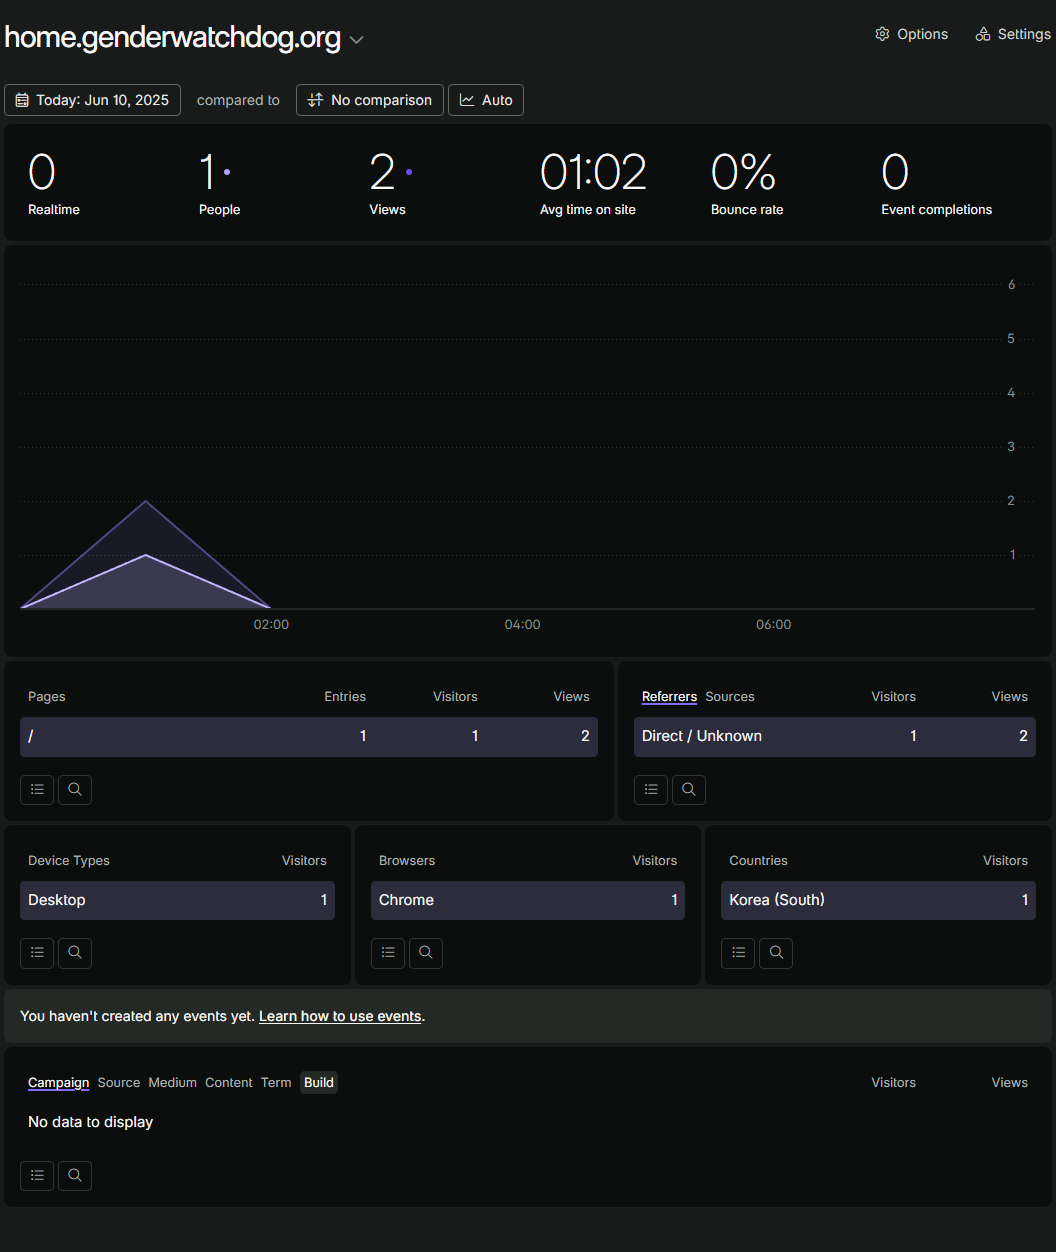 home.genderwatchdog.org
Options
Settings
Today: Jun 10, 2025
compared to
No comparison
Auto
0
Realtime
1
People
2
Views
01:02
Avg time on site
0%
Bounce rate
0
Event completions
6
5
4
3
2
1
02:00
04:00
06:00
Pages Entries Visitors Views
/ 1 1 2
Referrers Sources Visitors Views
Direct / Unknown 1 2
Device Types Visitors
Desktop 1
Browsers Visitors
Chrome 1
Countries Visitors
Korea (South) 1
You haven't created any events yet. Learn how to use events.
Campaign Source Medium Content Term Build Visitors Views
No data to display